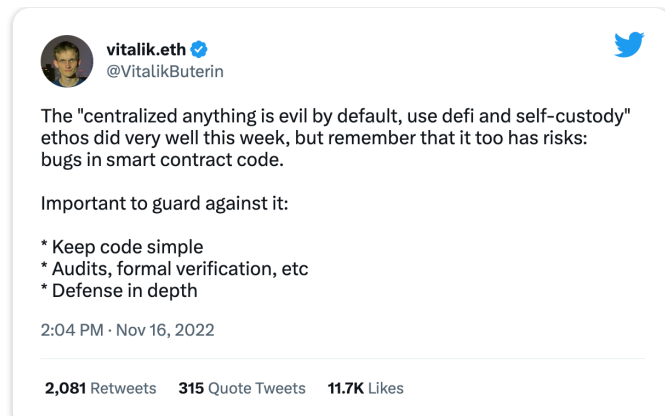 vitalik.eth
@VitalikButerin
The "centralized anything is evil by default, use defi and self-custody"
ethos did very well this week, but remember that it too has risks:
bugs in smart contract code.
Important to guard against it:
* Keep code simple
* Audits, formal verification, etc
* Defense in depth
2:04 PM · Nov 16, 2022
2,081 Retweets 315 Quote Tweets 11.7K Likes